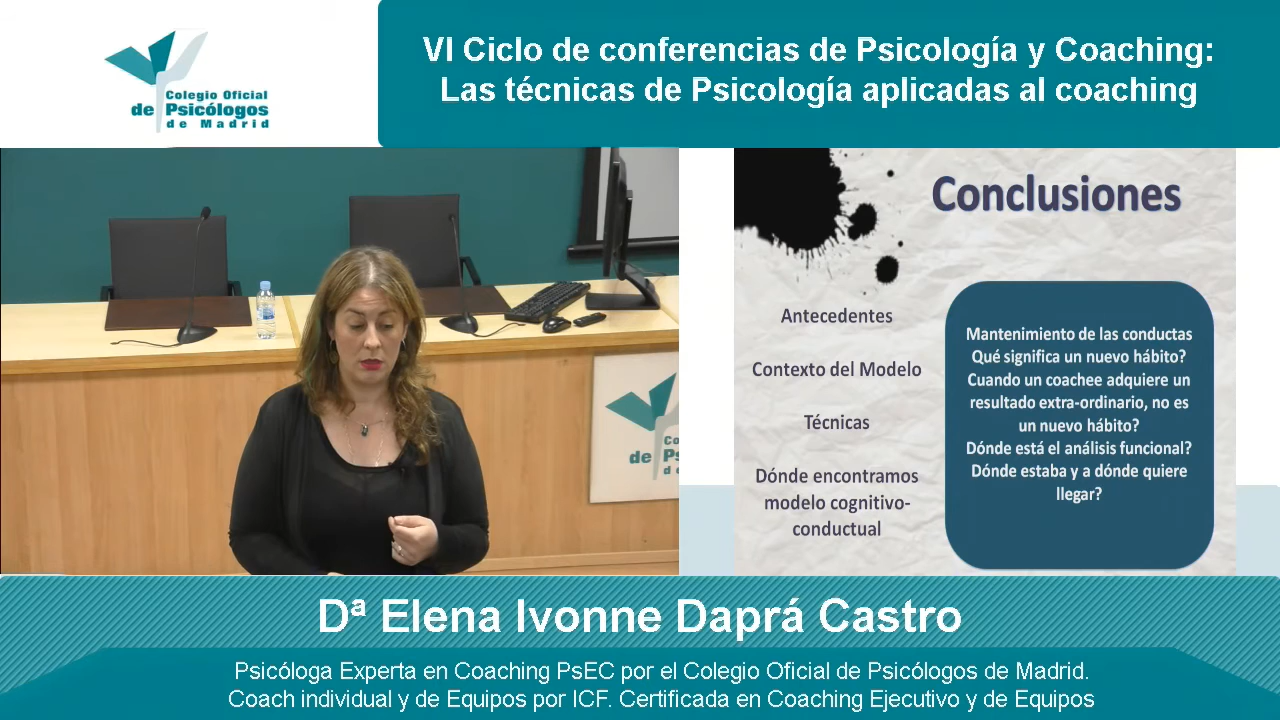 Colegio Oficial
de Psicólogos
de Madrid
VI Ciclo de conferencias de Psicología y Coaching:
Las técnicas de Psicología aplicadas al coaching
Conclusiones
Antecedentes
Contexto del Modelo
Técnicas
Dónde encontramos
modelo cognitivo-
conductual
Mantenimiento de las conductas
Qué significa un nuevo hábito?
Cuando un coachee adquiere un
resultado extra-ordinario, no es
un nuevo hábito?
Dónde está el análisis funcional?
Dónde estaba y a dónde quiere
llegar?
Co
de Ps
d e
Dª Elena Ivonne Daprá Castro
Psicóloga Experta en Coaching PsEC por el Colegio Oficial de Psicólogos de Madrid.
Coach individual y de Equipos por ICF. Certificada en Coaching Ejecutivo y de Equipos